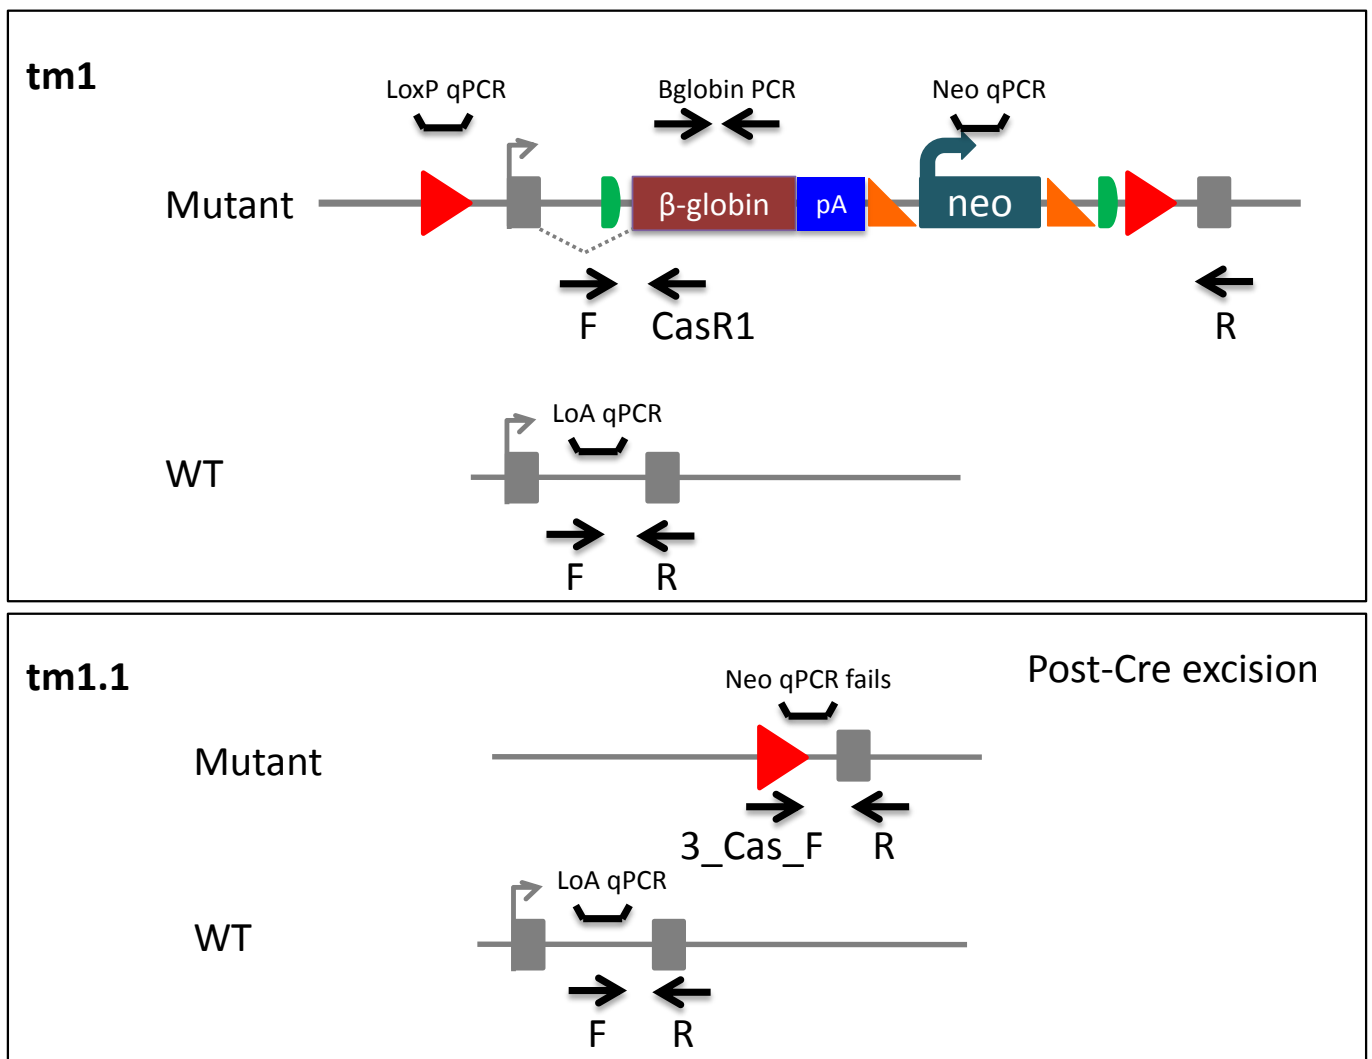 tm1
LoxP qPCR
Bglobin PCR
Neo qPCR
Mutant
β-globin
pA
neo
F
CasR1
R
LoA qPCR
WT
F
R
tm1.1
Post-Cre excision
Neo qPCR fails
Mutant
3_Cas_F
R
LoA qPCR
WT
F
R